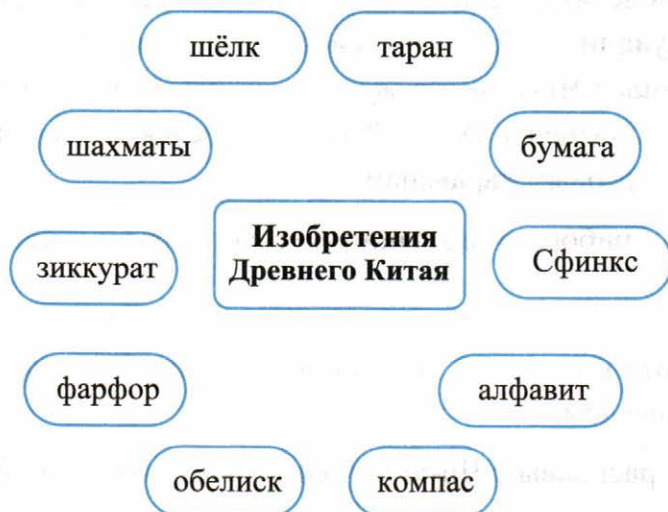 шёлк
таран
шахматы
бумага
Изобретения
Древнего Китая
зиккурат
Сфинкс
фарфор
алфавит
обелиск
компас